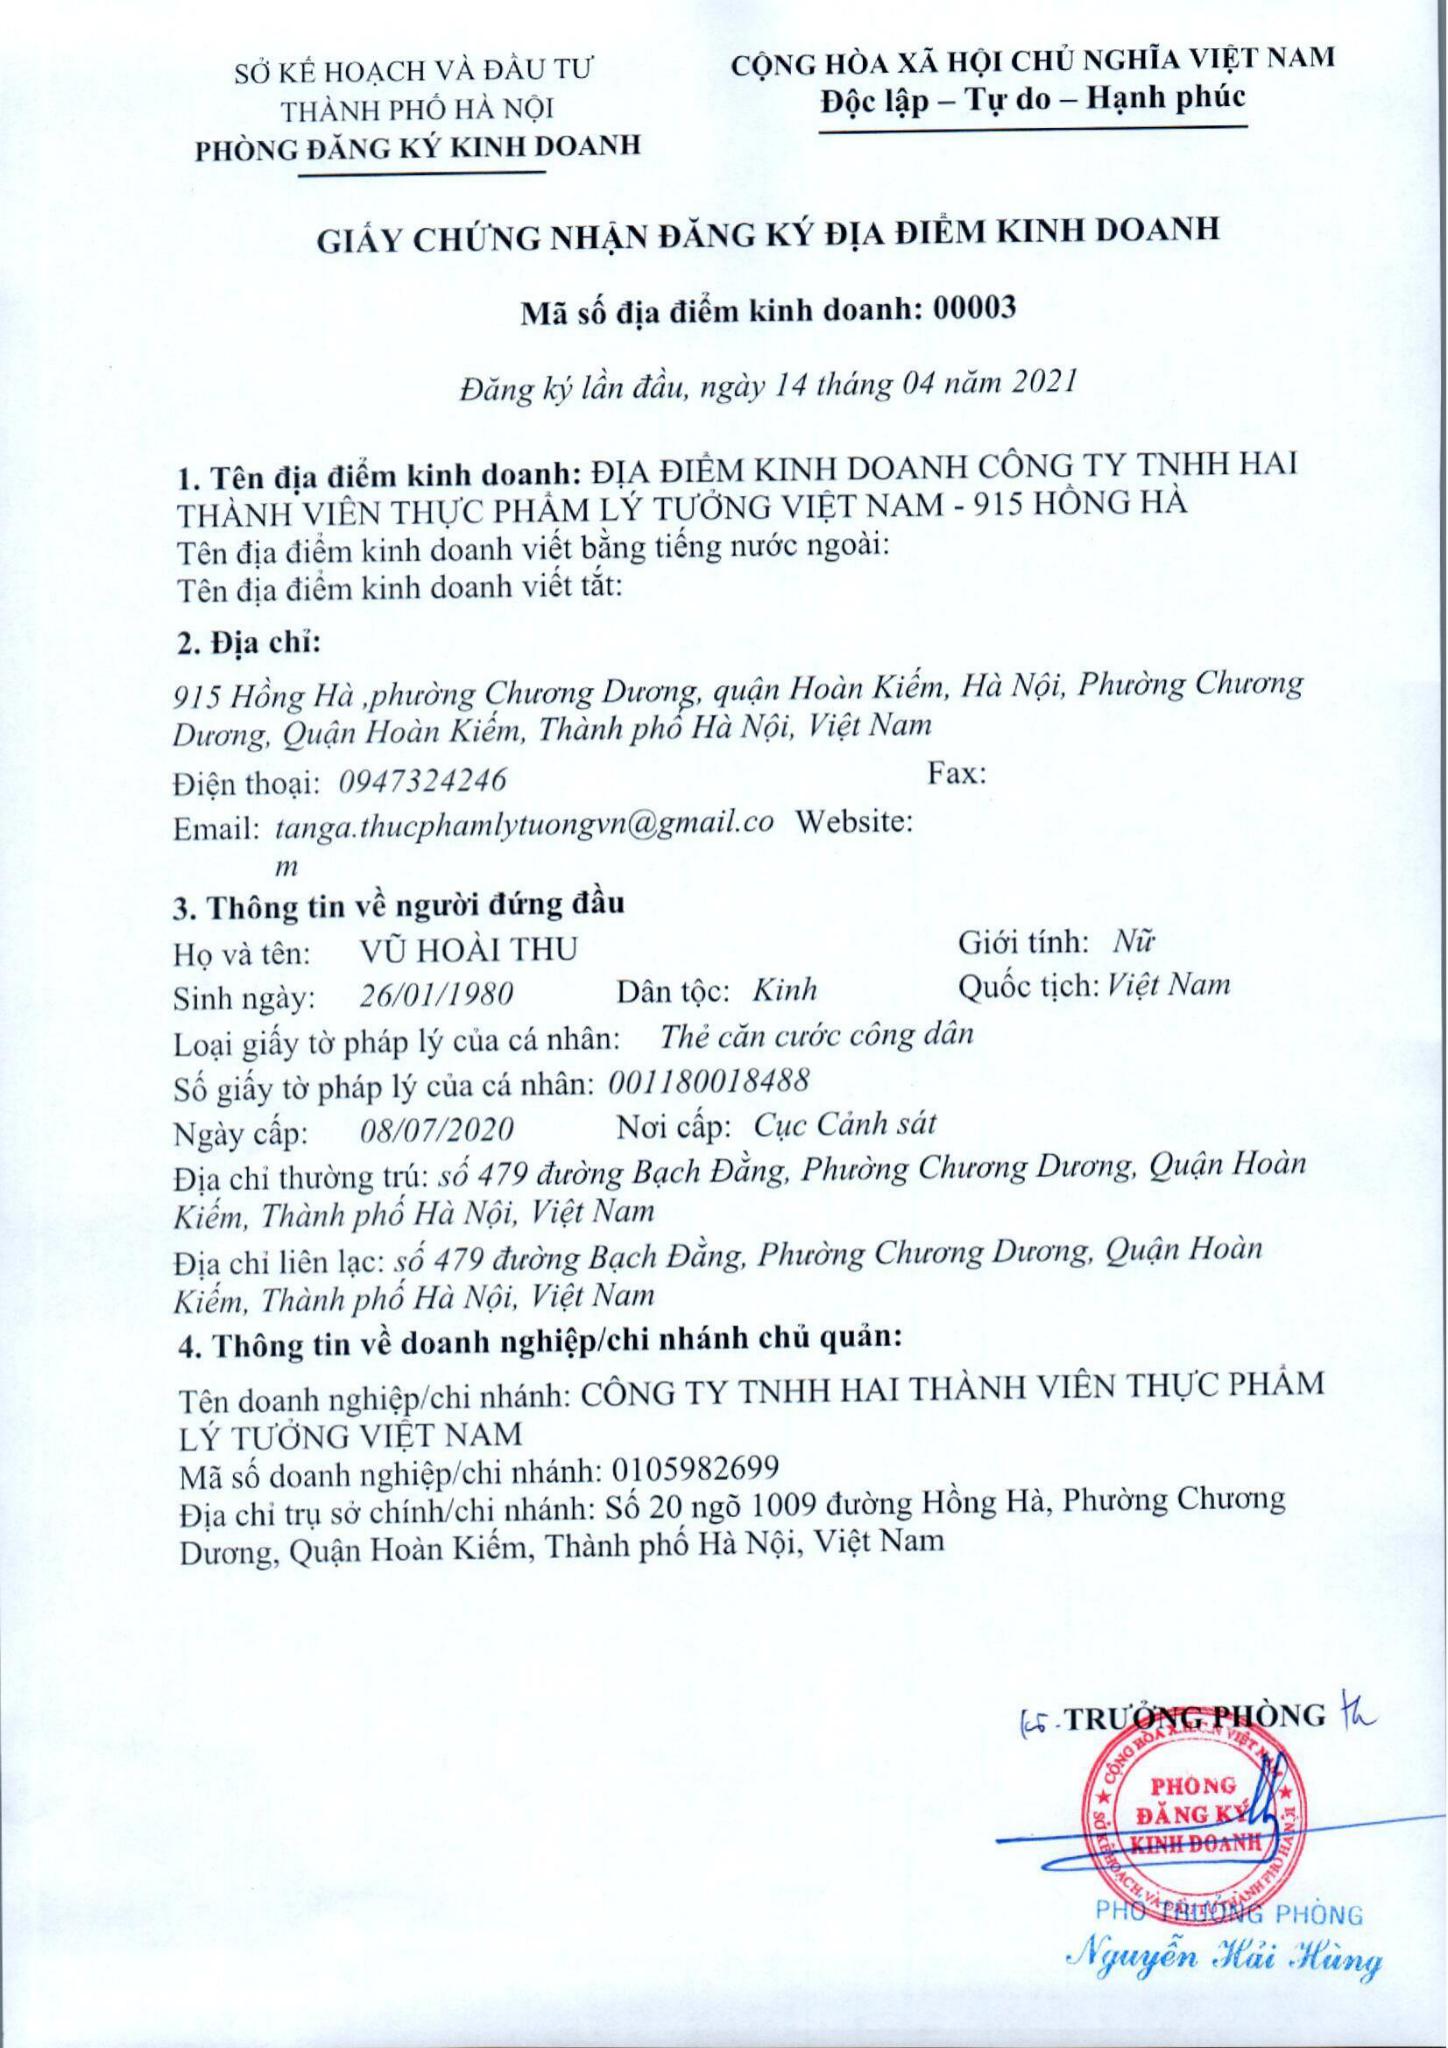 SỞ KẾ HOẠCH VÀ ĐẦU TƯ
THÀNH PHỐ HÀ NỘI
PHÒNG ĐĂNG KÝ KINH DOANH
CỘNG HÒA XÃ HỘI CHỦ NGHĨA VIỆT NAM
Độc lập – Tự do – Hạnh phúc
GIẤY CHỨNG NHẬN ĐĂNG KÝ ĐỊA ĐIỂM KINH DOANH
Mã số địa điểm kinh doanh: 00003
Đăng ký lần đầu, ngày 14 tháng 04 năm 2021
1. Tên địa điểm kinh doanh: ĐỊA ĐIỂM KINH DOANH CÔNG TY TNHH HAI
THÀNH VIÊN THỰC PHẨM LÝ TƯỞNG VIỆT NAM - 915 HỒNG HÀ
Tên địa điểm kinh doanh viết bằng tiếng nước ngoài:
Tên địa điểm kinh doanh viết tắt:
2. Địa chỉ:
915 Hồng Hà ,phường Chương Dương, quận Hoàn Kiếm, Hà Nội, Phường Chương
Dương, Quận Hoàn Kiếm, Thành phố Hà Nội, Việt Nam
Điện thoại: 0947324246 Fax:
Email: tanga.thucphamlytuongvn@gmail.co Website:
m
3. Thông tin về người đứng đầu
Họ và tên: VŨ HOÀI THU Giới tính: Nữ
Sinh ngày: 26/01/1980 Dân tộc: Kinh Quốc tịch: Việt Nam
Loại giấy tờ pháp lý của cá nhân: Thẻ căn cước công dân
Số giấy tờ pháp lý của cá nhân: 001180018488
Ngày cấp: 08/07/2020 Nơi cấp: Cục Cảnh sát
Địa chỉ thường trú: số 479 đường Bạch Đằng, Phường Chương Dương, Quận Hoàn
Kiếm, Thành phố Hà Nội, Việt Nam
Địa chỉ liên lạc: số 479 đường Bạch Đằng, Phường Chương Dương, Quận Hoàn
Kiếm, Thành phố Hà Nội, Việt Nam
4. Thông tin về doanh nghiệp/chi nhánh chủ quản:
Tên doanh nghiệp/chi nhánh: CÔNG TY TNHH HAI THÀNH VIÊN THỰC PHẨM
LÝ TƯỞNG VIỆT NAM
Mã số doanh nghiệp/chi nhánh: 0105982699
Địa chỉ trụ sở chính/chi nhánh: Số 20 ngõ 1009 đường Hồng Hà, Phường Chương
Dương, Quận Hoàn Kiếm, Thành phố Hà Nội, Việt Nam
TRƯỞNG PHÒNG
CỘNG HÒA X.H.C.N VIỆT NAM
PHÒNG
ĐĂNG KÝ
KINH DOANH
SỞ KẾ HOẠCH VÀ ĐẦU TƯ THÀNH PHỐ HÀ NỘI
PHÓ TRƯỞNG PHÒNG
Nguyễn Hải Hùng